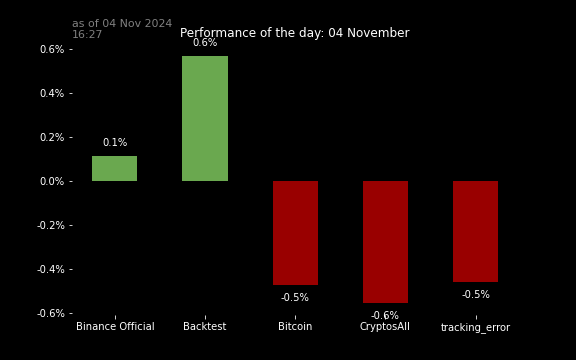 as of 04 Nov 2024
16:27
Performance of the day: 04 November
0.6%
0.4%
0.2%
0.0%
-0.2%
-0.4%
-0.6%
0.1%
0.6%
-0.5%
-0.6%
-0.5%
Binance Official
Backtest
Bitcoin
CryptosAll
tracking_error